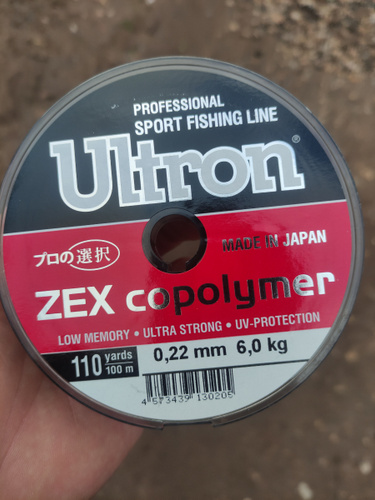 PROFESSIONAL
SPORT FISHING LINE
Ultron®
プロの選択
MADE IN JAPAN
ZEX copolymer
LOW MEMORY · ULTRA STRONG · UV-PROTECTION
110 yards
100 m
0,22 mm 6,0 kg
4 573439 130205